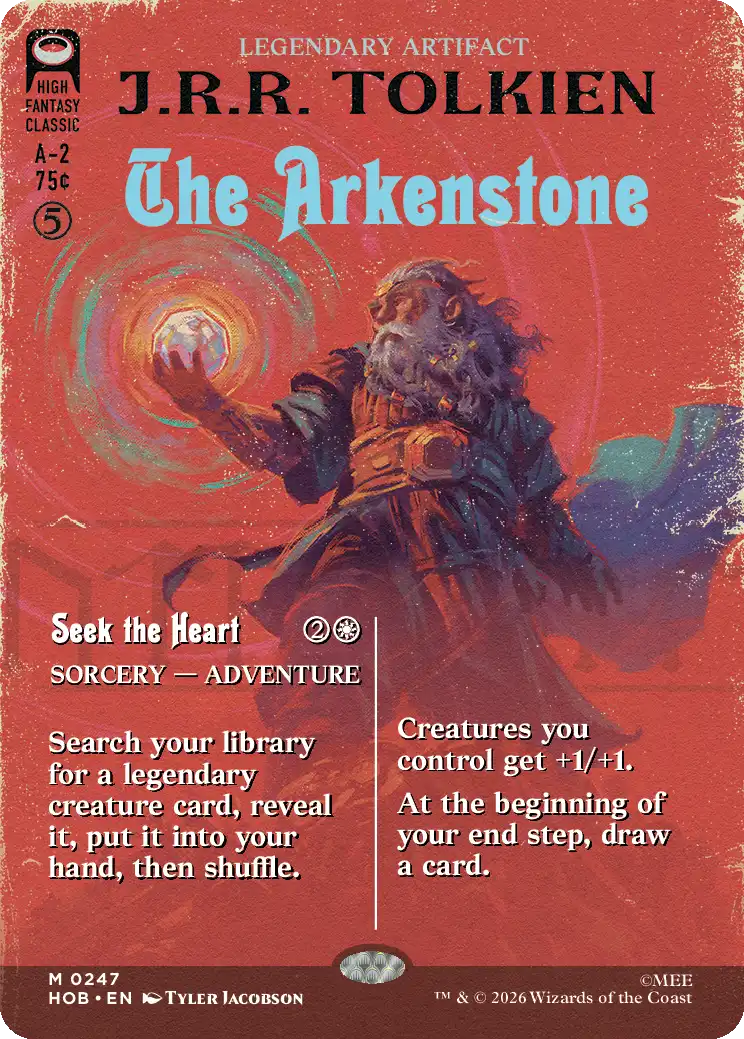 LEGENDARY ARTIFACT
J.R.R. TOLKIEN
HIGH
FANTASY
CLASSIC
A-2
75¢
5
The Arkenstone
Seek the Heart 2
SORCERY — ADVENTURE
Search your library
for a legendary
creature card, reveal
it, put it into your
hand, then shuffle.
Creatures you
control get +1/+1.
At the beginning of
your end step, draw
a card.
M 0247
HOB • EN TYLER JACOBSON
©MEE
™ & © 2026 Wizards of the Coast